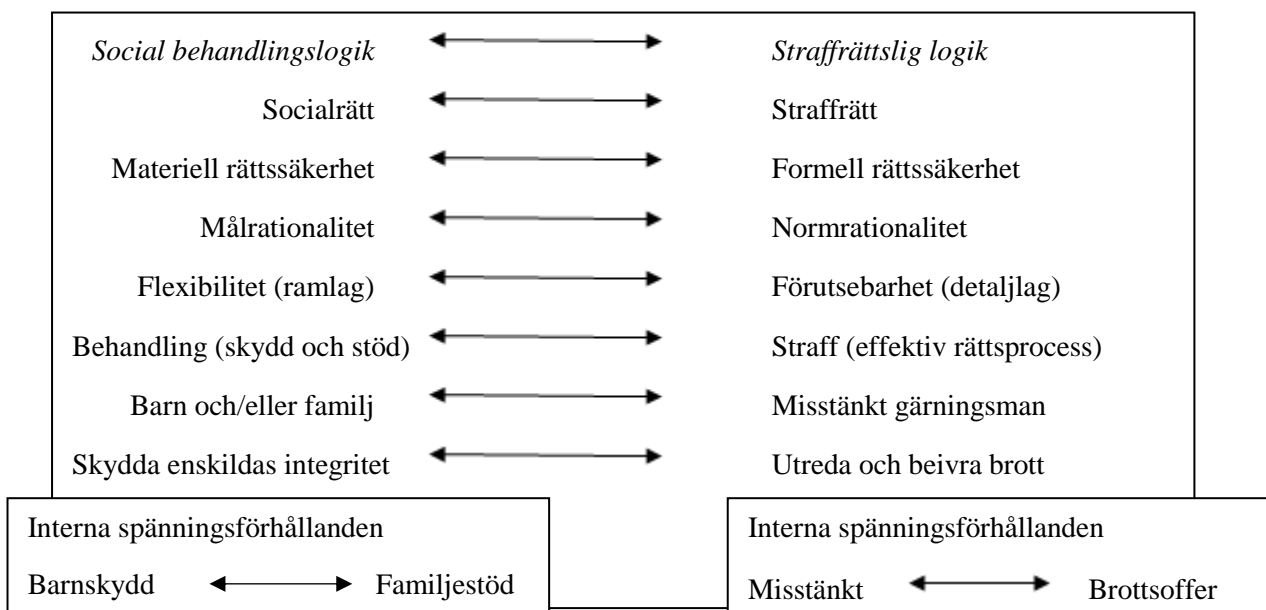 Social behandlingslogik Straffrättslig logik
Socialrätt Straffrätt
Materiell rättssäkerhet Formell rättssäkerhet
Målrationalitet Normrationalitet
Flexibilitet (ramlag) Förutsebarhet (detaljlag)
Behandling (skydd och stöd) Straff (effektiv rättsprocess)
Barn och/eller familj Misstänkt gärningsman
Skydda enskildas integritet Utreda och beivra brott
Interna spänningsförhållanden
Barnskydd Familjestöd
Interna spänningsförhållanden
Misstänkt Brottsoffer